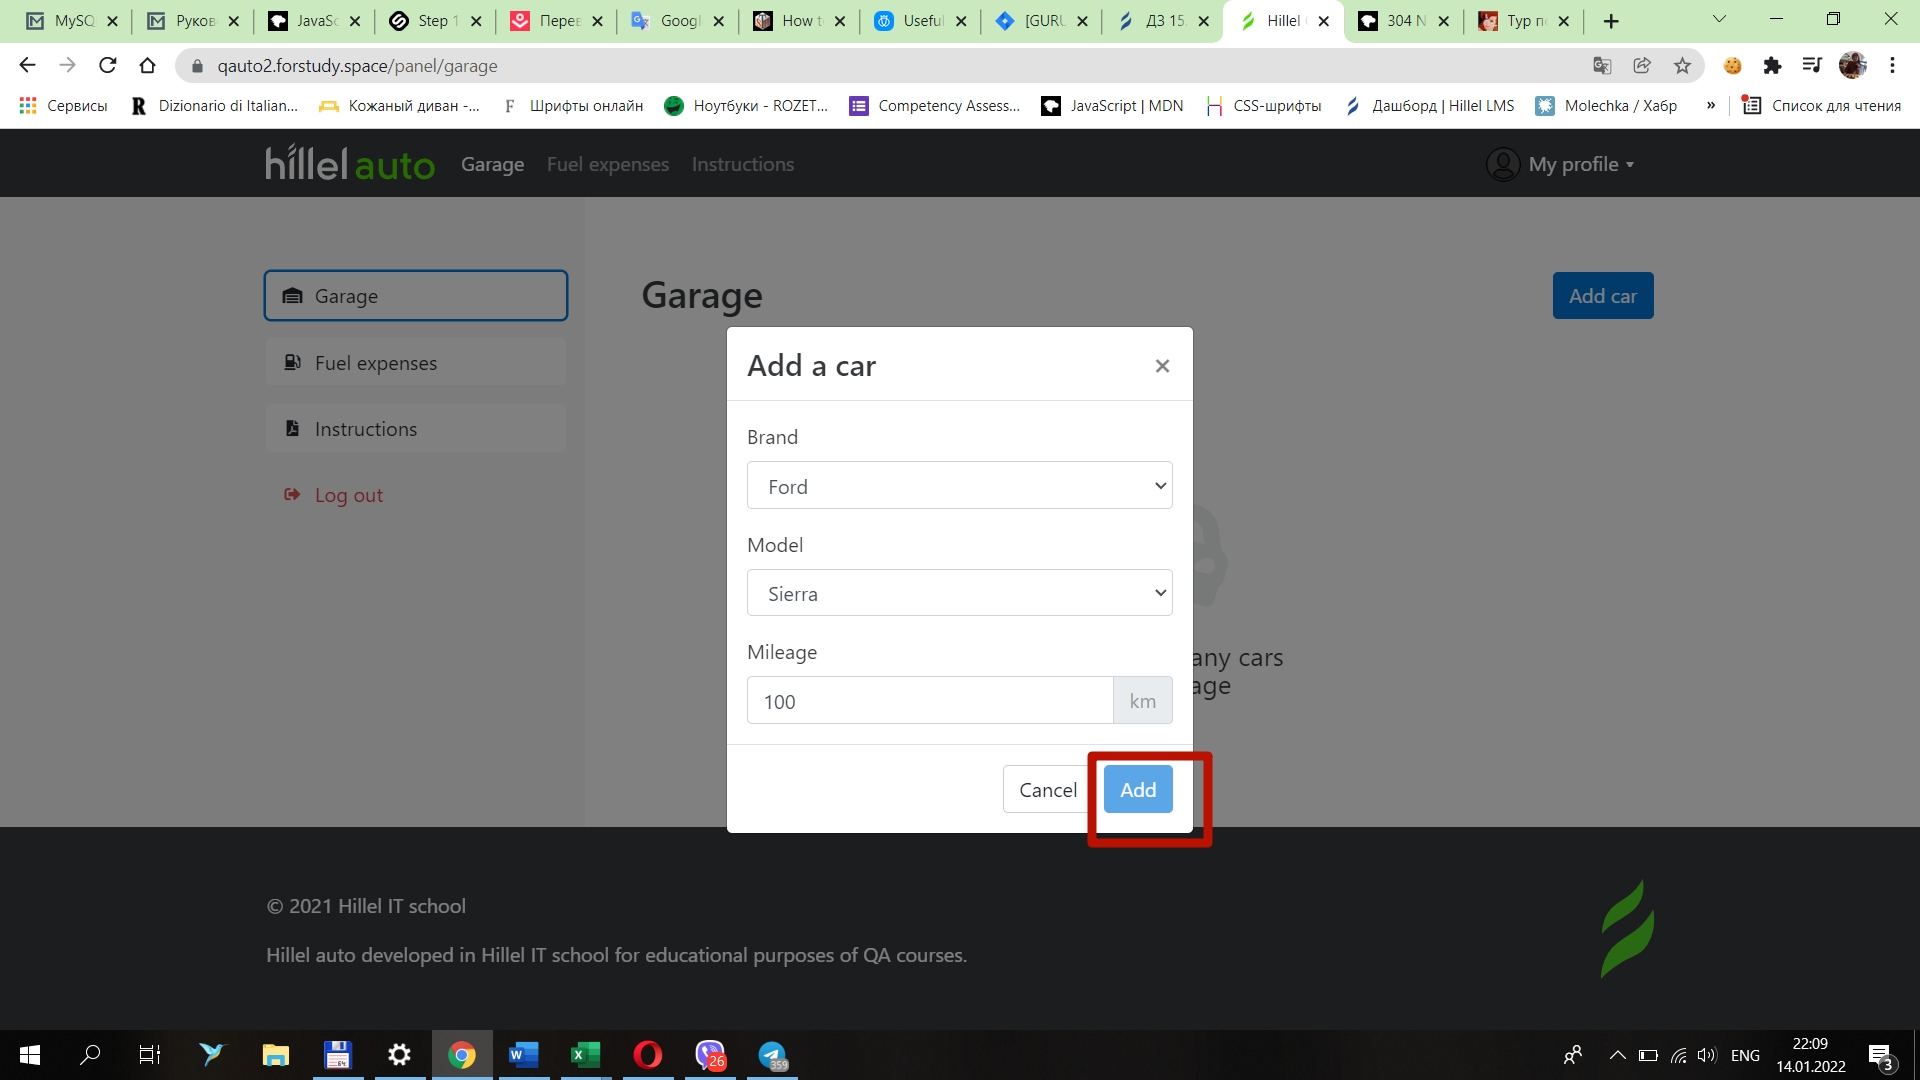 MySQ
Руков
JavaSc
Step 1
Перев
Googl
How to
Useful
[GURU
ДЗ 15.
Hillel
304 N
Тур по
qauto2.forstudy.space/panel/garage
Сервисы
Dizionario di Italian...
Кожаный диван -...
Шрифты онлайн
Ноутбуки - ROZET...
Competency Assess...
JavaScript | MDN
CSS-шрифты
Дашборд | Hillel LMS
Molechka / Хабр
»
Список для чтения
hillel auto
Garage
Fuel expenses
Instructions
My profile
Garage
Fuel expenses
Instructions
Log out
Garage
Add car
Add a car
×
Brand
Ford
Model
Sierra
Mileage
100
km
any cars
age
Cancel
Add
© 2021 Hillel IT school
Hillel auto developed in Hillel IT school for educational purposes of QA courses.
26
359
ENG
22:09
14.01.2022
3